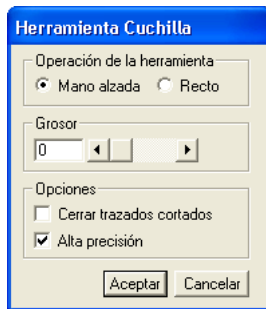 Herramienta Cuchilla
Operación de la herramienta
Mano alzada Recto
Grosor
0
Opciones
Cerrar trazados cortados
Alta precisión
Aceptar Cancelar